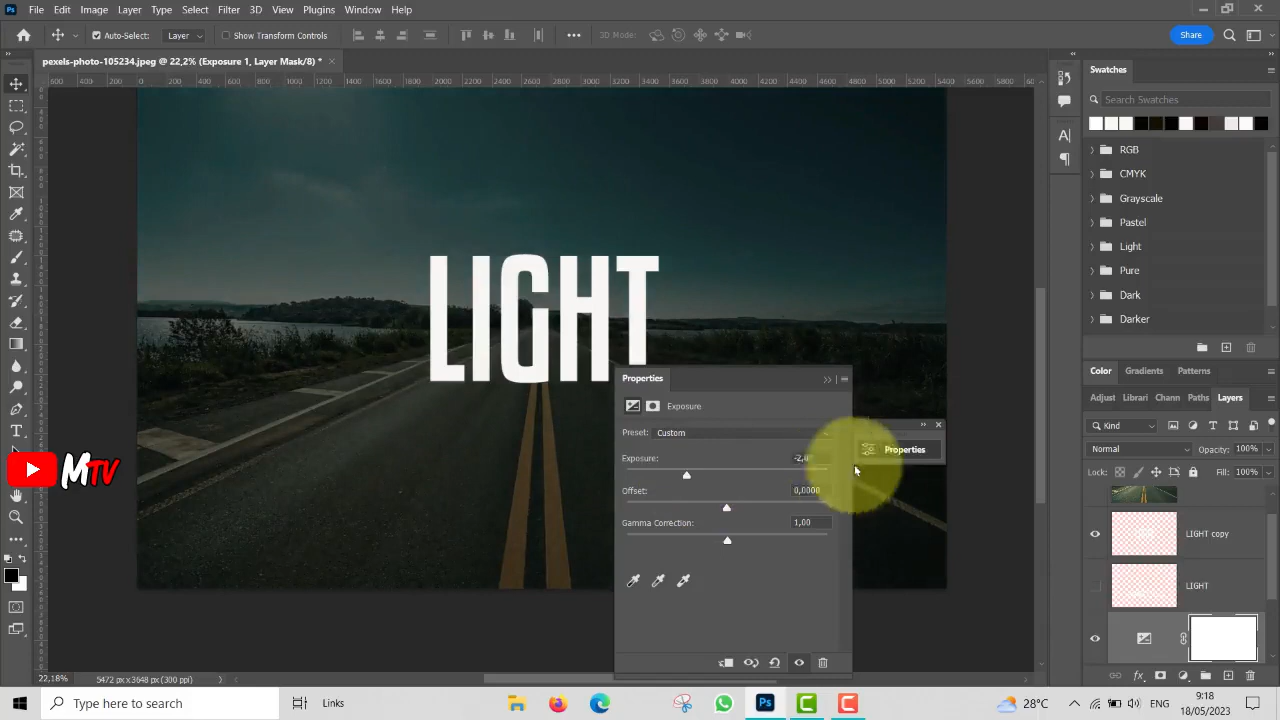 Ps File Edit Image Layer Type Select Filter 3D View Plugins Window Help
Auto-Select: Layer Show Transform Controls 3D Mode: Share
pexels-photo-105234.jpeg @ 22,2% (Exposure 1, Layer Mask/8) *
Swatches
Search Swatches
RGB
CMYK
Grayscale
Pastel
Light
Pure
Dark
Darker
LIGHT
Color Gradients Patterns
Adjust Librari Chann Paths Layers
Kind
Normal Opacity: 100%
Lock: Fill: 100%
LIGHT copy
LIGHT
Properties
Exposure
Preset: Custom
Exposure:
Offset: 0,0000
Gamma Correction: 1,00
Properties
MTV
22,18% 5472 px x 3648 px (300 ppi)
Type here to search
Links
Ps
28°C
ENG
9:18
18/05/2023